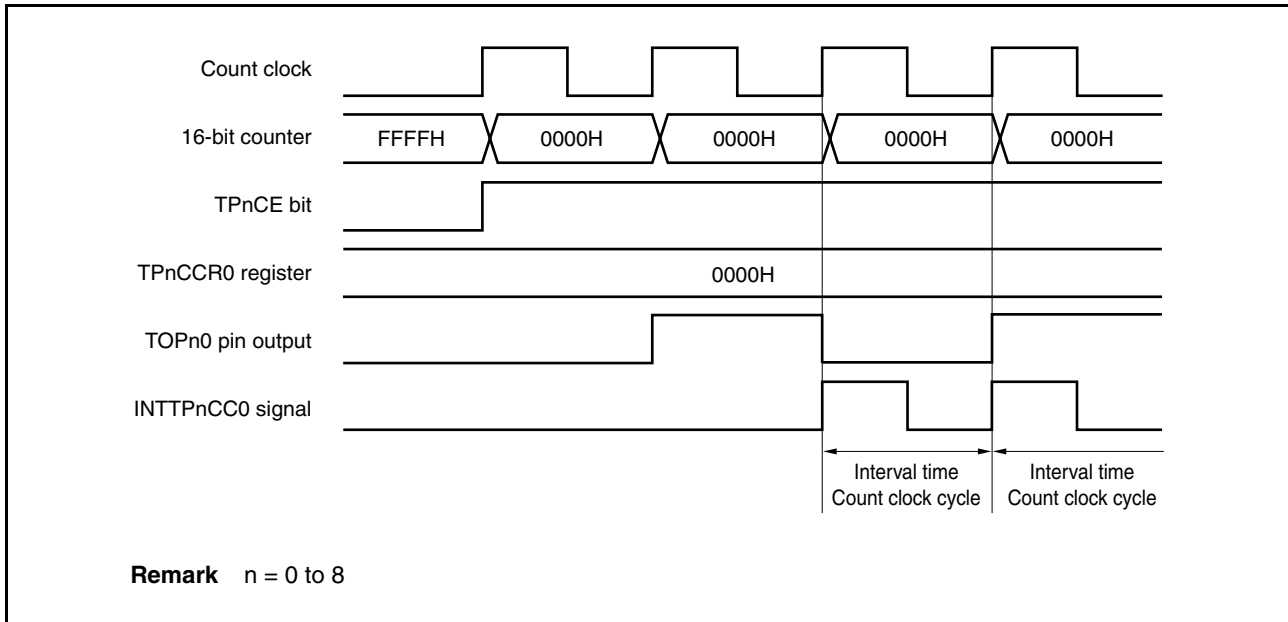 Count clock
16-bit counter FFFFH 0000H 0000H 0000H 0000H
TPnCE bit
TPnCCR0 register 0000H
TOPn0 pin output
INTTPnCC0 signal
Interval time Interval time
Count clock cycle Count clock cycle
Remark n = 0 to 8